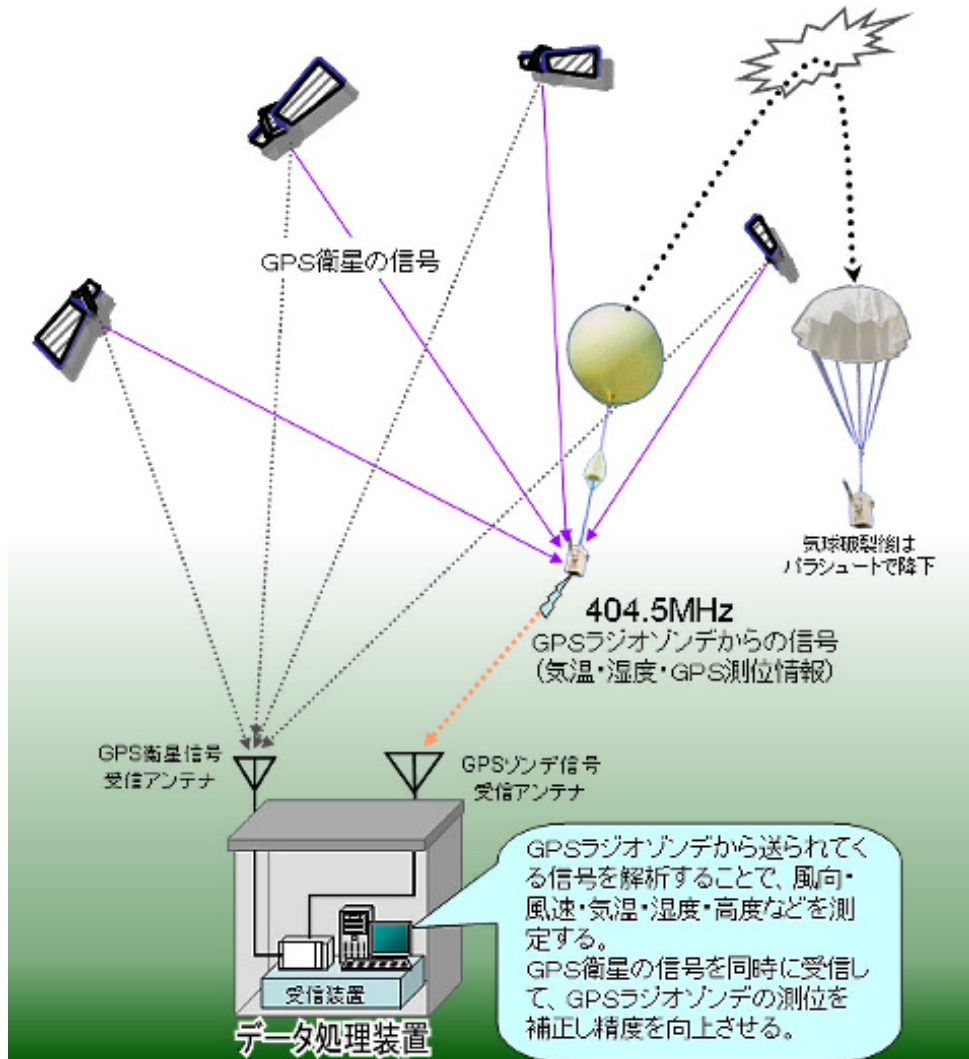 GPS衛星の信号
気球破裂後は
パラシュートで降下
404.5MHz
GPSラジオゾンデからの信号
(気温・湿度・GPS測位情報)
GPS衛星信号
受信アンテナ
GPSゾンデ信号
受信アンテナ
GPSラジオゾンデから送られてく
る信号を解析することで、風向・
風速・気温・湿度・高度などを測
定する。
GPS衛星の信号を同時に受信し
て、GPSラジオゾンデの測位を
補正し精度を向上させる。
受信装置
データ処理装置